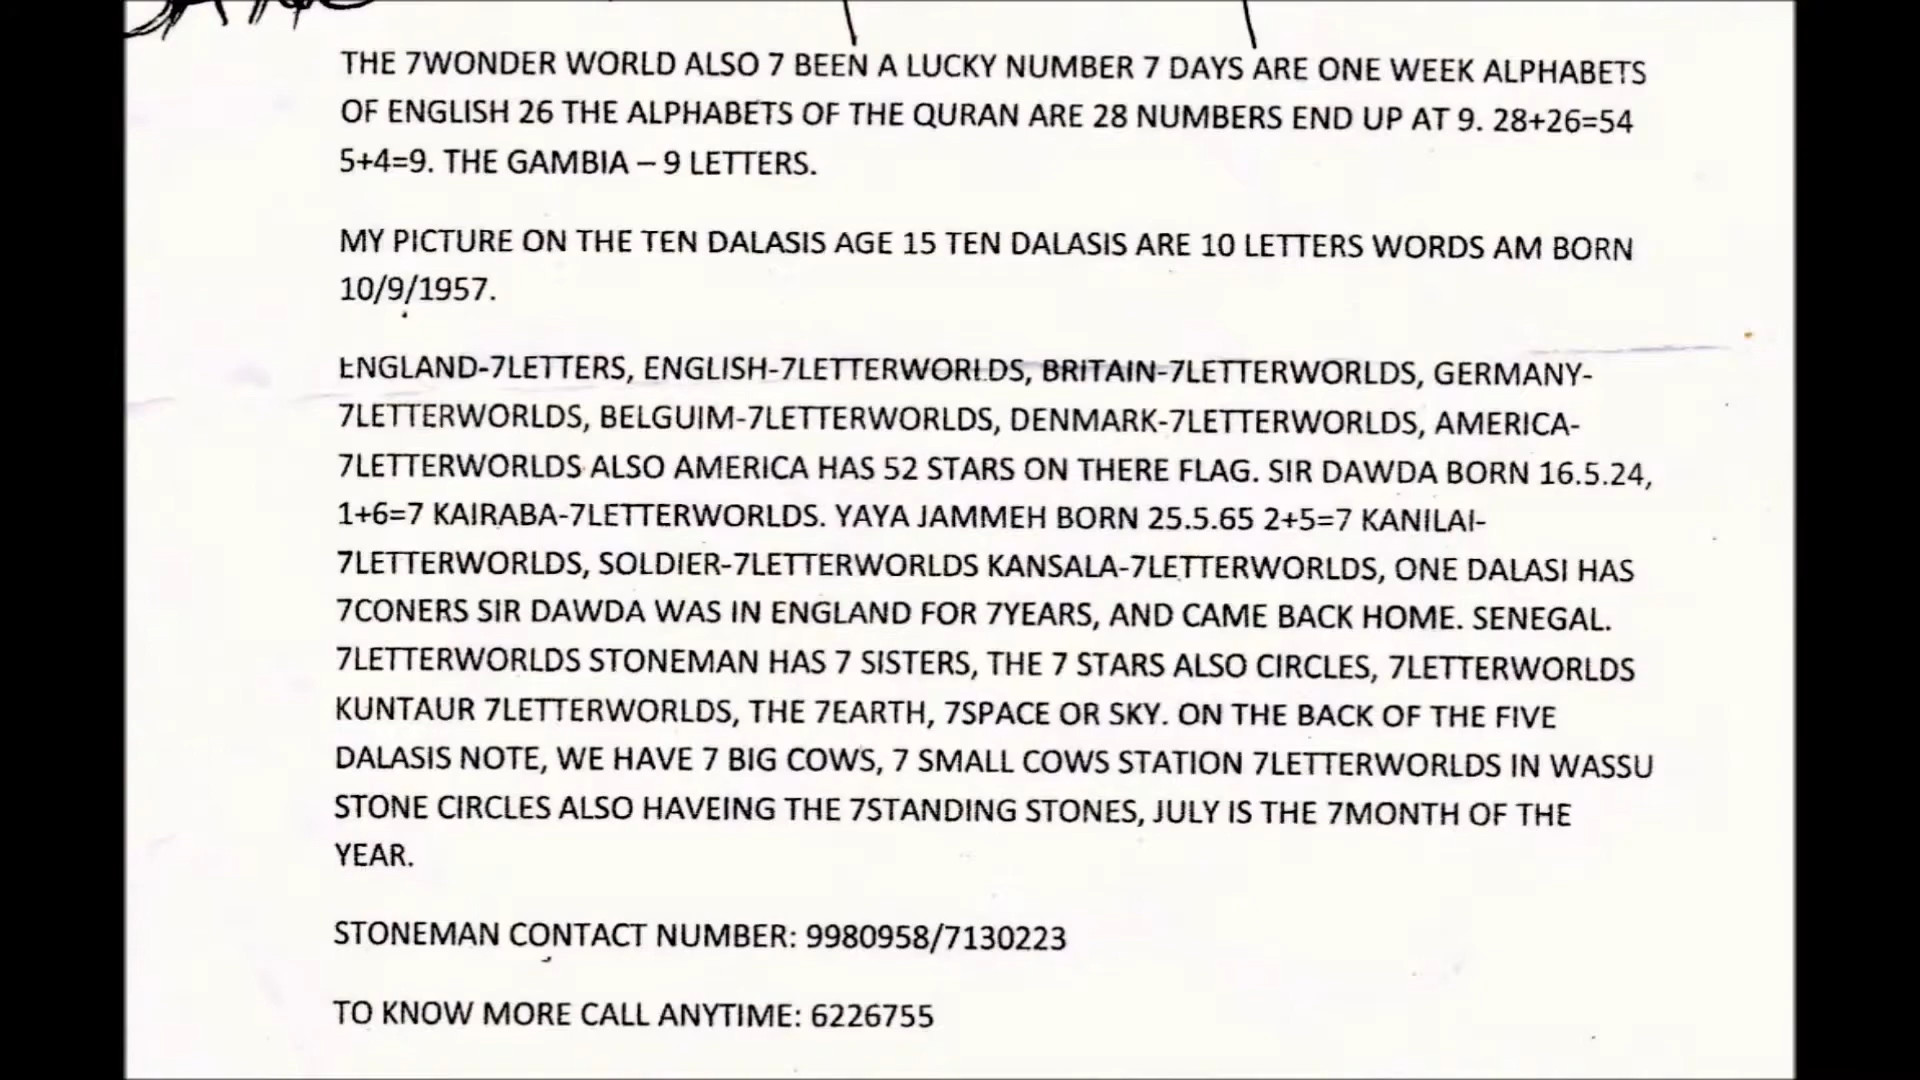 THE 7WONDER WORLD ALSO 7 BEEN A LUCKY NUMBER 7 DAYS ARE ONE WEEK ALPHABETS
OF ENGLISH 26 THE ALPHABETS OF THE QURAN ARE 28 NUMBERS END UP AT 9. 28+26=54
5+4=9. THE GAMBIA – 9 LETTERS.
MY PICTURE ON THE TEN DALASIS AGE 15 TEN DALASIS ARE 10 LETTERS WORDS AM BORN
10/9/1957.
ENGLAND-7LETTERS, ENGLISH-7LETTERWORLDS, BRITAIN-7LETTERWORLDS, GERMANY-
7LETTERWORLDS, BELGUIM-7LETTERWORLDS, DENMARK-7LETTERWORLDS, AMERICA-
7LETTERWORLDS ALSO AMERICA HAS 52 STARS ON THERE FLAG. SIR DAWDA BORN 16.5.24,
1+6=7 KAIRABA-7LETTERWORLDS. YAYA JAMMEH BORN 25.5.65 2+5=7 KANILAI-
7LETTERWORLDS, SOLDIER-7LETTERWORLDS KANSALA-7LETTERWORLDS, ONE DALASI HAS
7CONERS SIR DAWDA WAS IN ENGLAND FOR 7YEARS, AND CAME BACK HOME. SENEGAL.
7LETTERWORLDS STONEMAN HAS 7 SISTERS, THE 7 STARS ALSO CIRCLES, 7LETTERWORLDS
KUNTAUR 7LETTERWORLDS, THE 7EARTH, 7SPACE OR SKY. ON THE BACK OF THE FIVE
DALASIS NOTE, WE HAVE 7 BIG COWS, 7 SMALL COWS STATION 7LETTERWORLDS IN WASSU
STONE CIRCLES ALSO HAVEING THE 7STANDING STONES, JULY IS THE 7MONTH OF THE
YEAR.
STONEMAN CONTACT NUMBER: 9980958/7130223
TO KNOW MORE CALL ANYTIME: 6226755